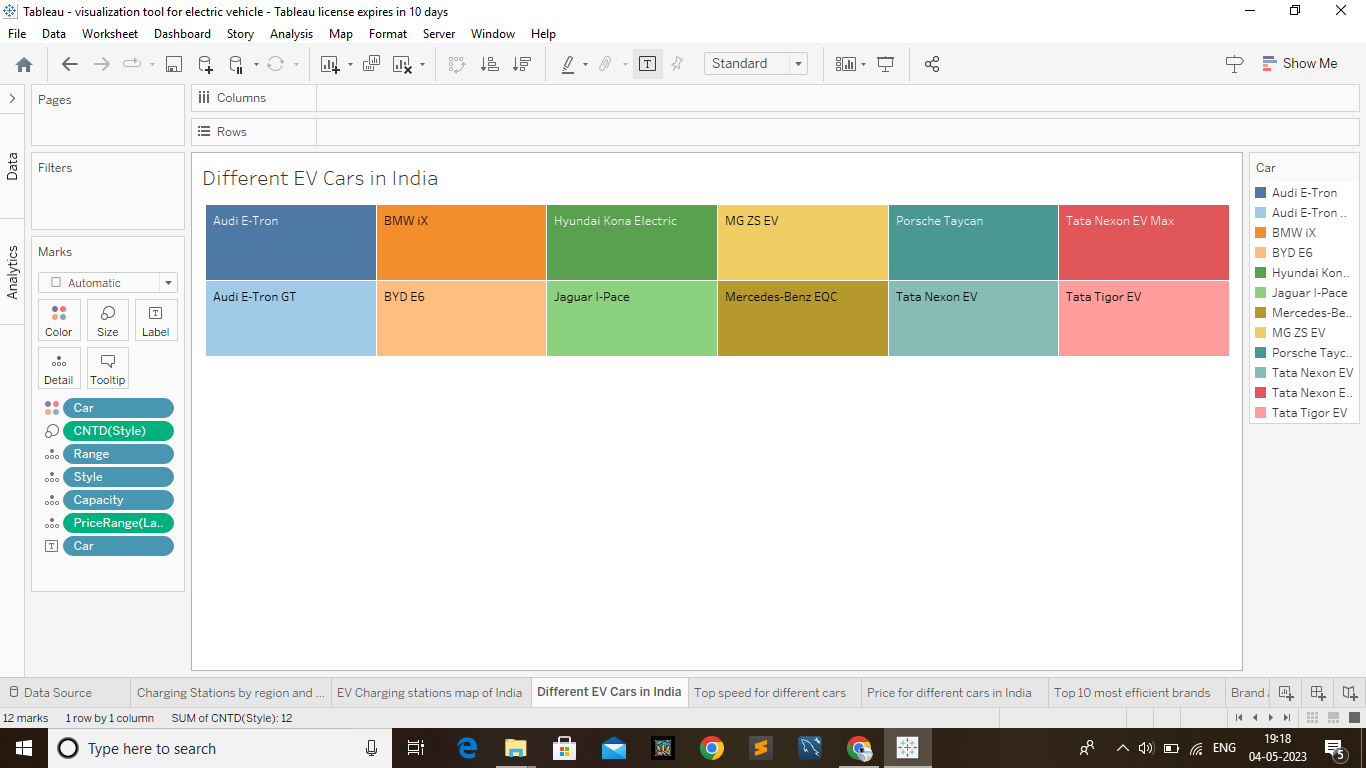 Tableau - visualization tool for electric vehicle - Tableau license expires in 10 days
File Data Worksheet Dashboard Story Analysis Map Format Server Window Help
Standard
Show Me
Pages
Columns
Rows
Data
Analytics
Filters
Marks
Automatic
Color Size Label
Detail Tooltip
Car
CNTD(Style)
Range
Style
Capacity
PriceRange(La..
Car
Different EV Cars in India
Audi E-Tron BMW iX Hyundai Kona Electric MG ZS EV Porsche Taycan Tata Nexon EV Max
Audi E-Tron GT BYD E6 Jaguar I-Pace Mercedes-Benz EQC Tata Nexon EV Tata Tigor EV
Car
Audi E-Tron
Audi E-Tron ..
BMW iX
BYD E6
Hyundai Kon..
Jaguar I-Pace
Mercedes-Be..
MG ZS EV
Porsche Tayc..
Tata Nexon EV
Tata Nexon E..
Tata Tigor EV
Data Source Charging Stations by region and ... EV Charging stations map of India Different EV Cars in India Top speed for different cars Price for different cars in India Top 10 most efficient brands Brand
12 marks 1 row by 1 column SUM of CNTD(Style): 12
Type here to search
ENG
19:18
04-05-2023
5